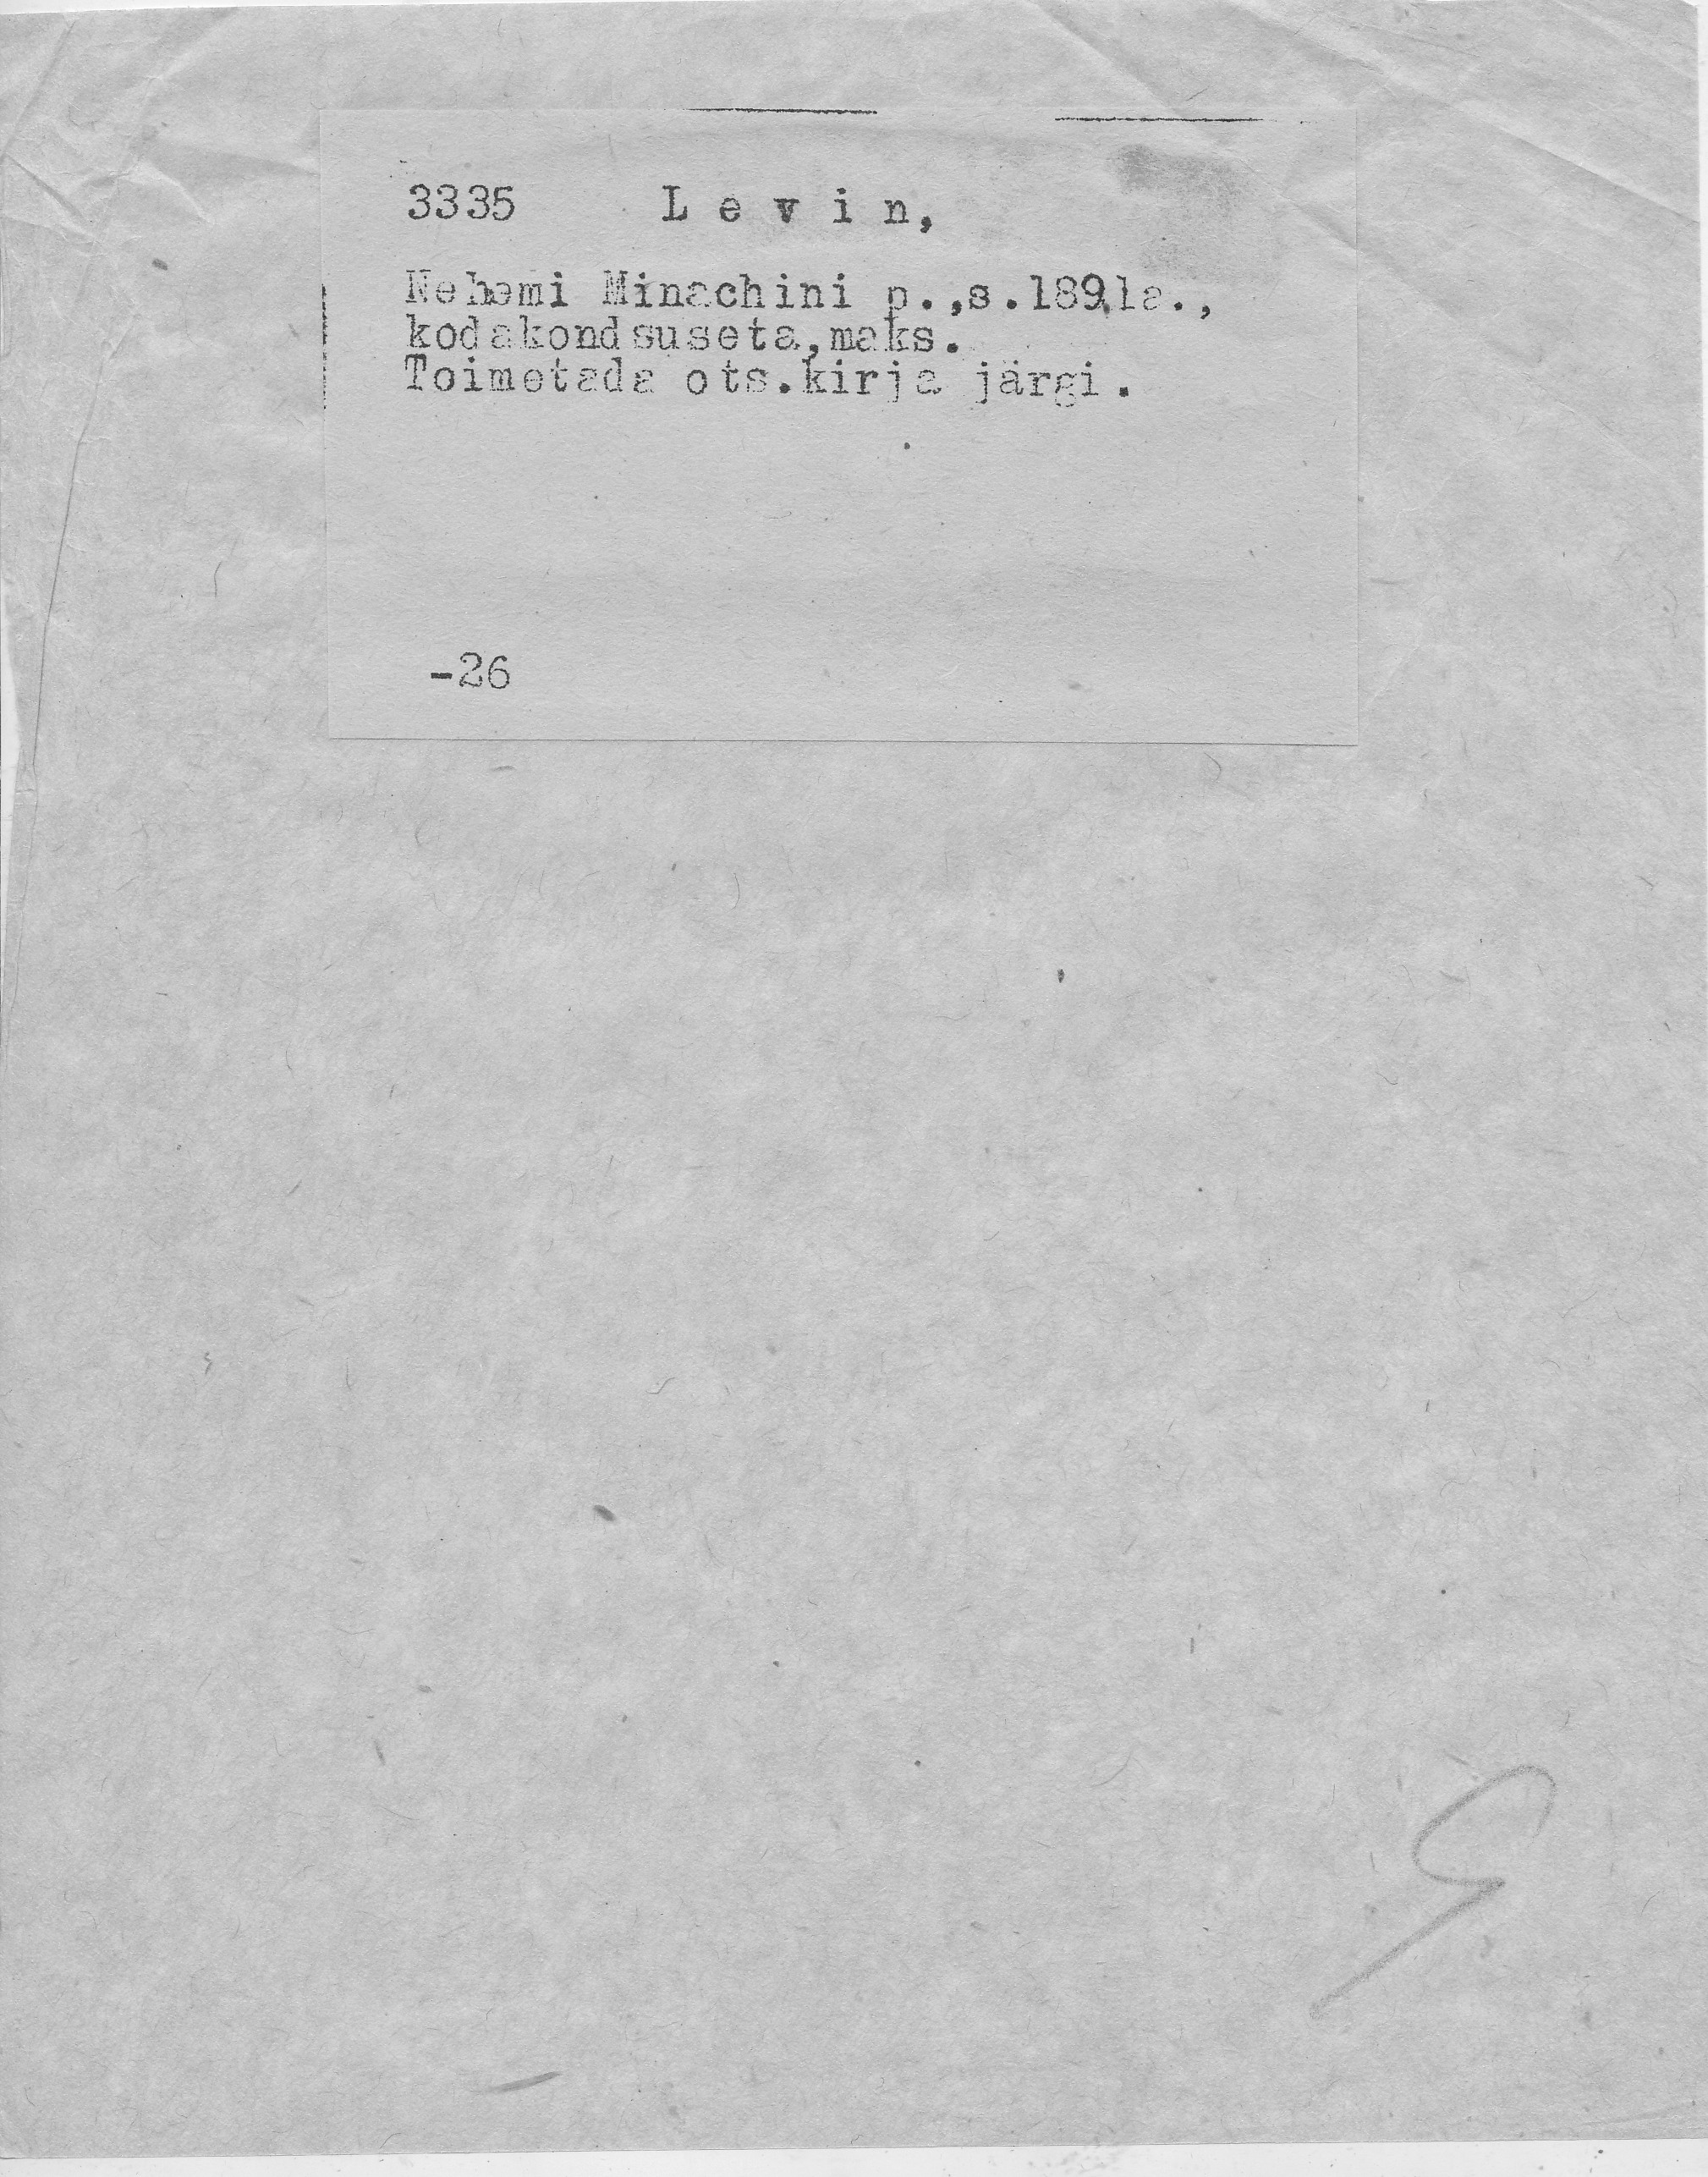 3335 L e v i n,
Nehemi Minachini p.,s.1891a.,
kodakondsuseta,maks.
Toimetada ots.kirja järgi.
-26